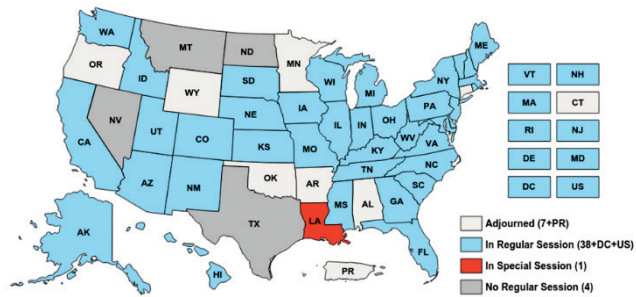 WA
MT
ND
MN
ME
OR
ID
WY
SD
WI
MI
NY
NV
UT
CO
NE
IA
IL
IN
OH
PA
CA
KS
MO
KY
WV
VA
AZ
NM
OK
AR
TN
NC
SC
TX
LA
MS
AL
GA
FL
AK
HI
PR
VT
NH
MA
CT
RI
NJ
DE
MD
DC
US
Adjourned (7+PR)
In Regular Session (38+DC+US)
In Special Session (1)
No Regular Session (4)